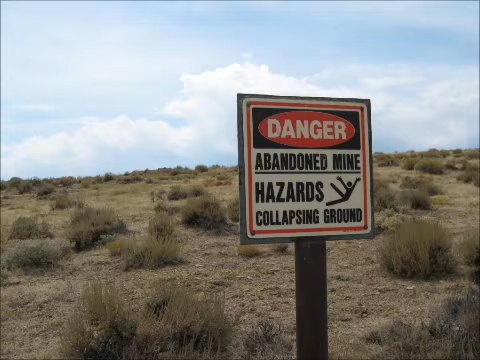 DANGER
ABANDONED MINE
HAZARDS
COLLAPSING GROUND